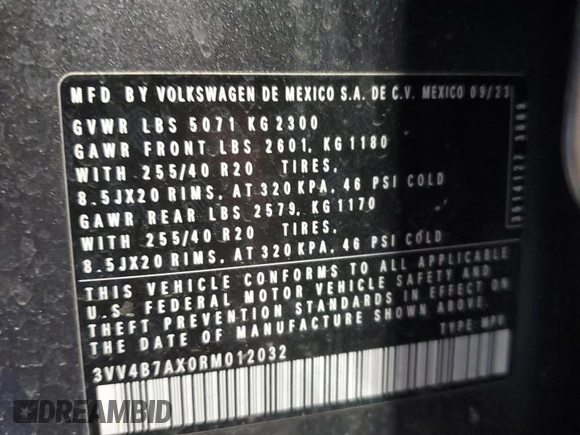 MFD BY VOLKSWAGEN DE MEXICO S.A. DE C.V. MEXICO 09/23
GVWR LBS 5071 KG 2300
GAWR FRONT LBS 2601, KG 1180
WITH 255/40 R20 TIRES,
8.5JX20 RIMS, AT 320 KPA, 46 PSI COLD
GAWR REAR LBS 2579, KG 1170
WITH 255/40 R20 TIRES,
8.5JX20 RIMS, AT 320 KPA, 46 PSI COLD
THIS VEHICLE CONFORMS TO ALL APPLICABLE
U.S. FEDERAL MOTOR VEHICLE SAFETY AND
THEFT PREVENTION STANDARDS IN EFFECT ON
THE DATE OF MANUFACTURE SHOWN ABOVE.
TYPE: MPV
3VV4B7AX0RM012032
DREAMBID